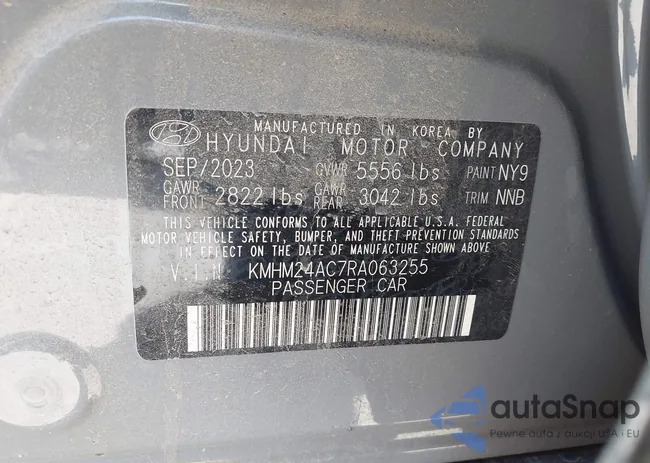 MANUFACTURED IN KOREA BY
HYUNDAI MOTOR COMPANY
SEP/2023 GVWR 5556 lbs PAINT NY9
GAWR FRONT 2822 lbs GAWR REAR 3042 lbs TRIM NNB
THIS VEHICLE CONFORMS TO ALL APPLICABLE U.S.A. FEDERAL
MOTOR VEHICLE SAFETY, BUMPER, AND THEFT PREVENTION STANDARDS
IN EFFECT ON THE DATE OF MANUFACTURE SHOWN ABOVE.
V.I.N. KMHM24AC7RA063255
PASSENGER CAR
autaSnap
Pewne auta z aukcji USA i EU